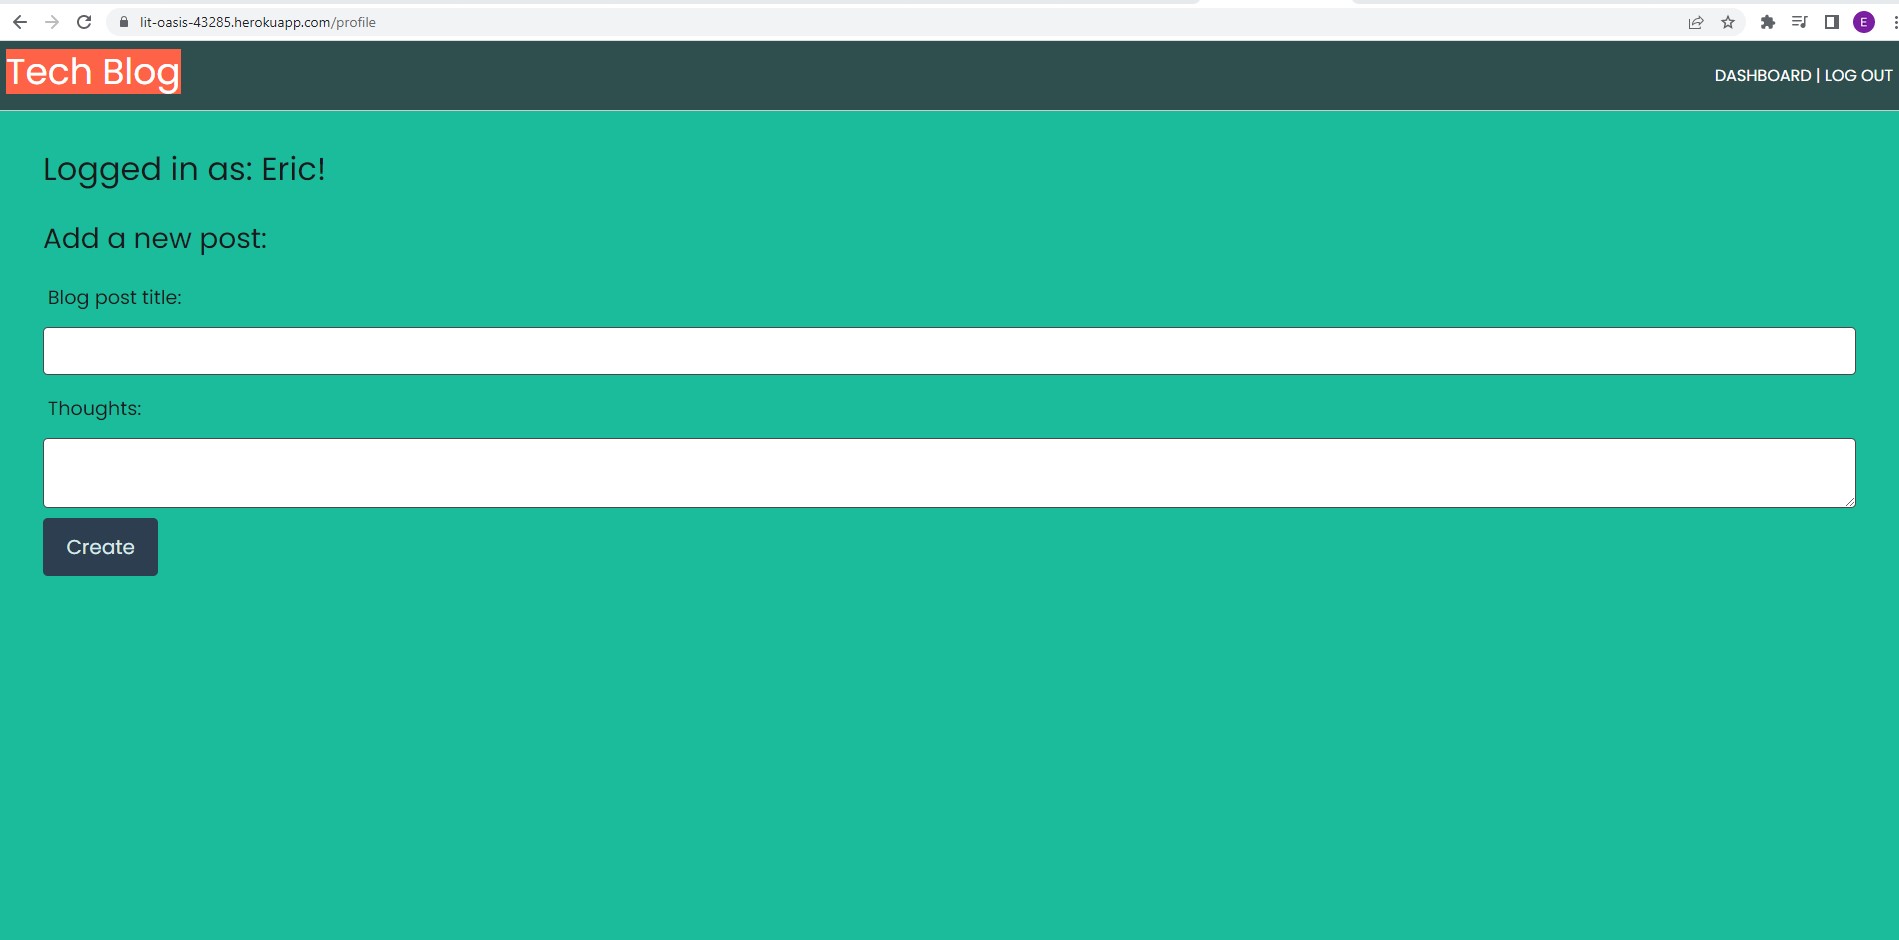 lit-oasis-43285.herokuapp.com/profile
E
Tech Blog
DASHBOARD | LOG OUT
Logged in as: Eric!
Add a new post:
Blog post title:
Thoughts:
Create